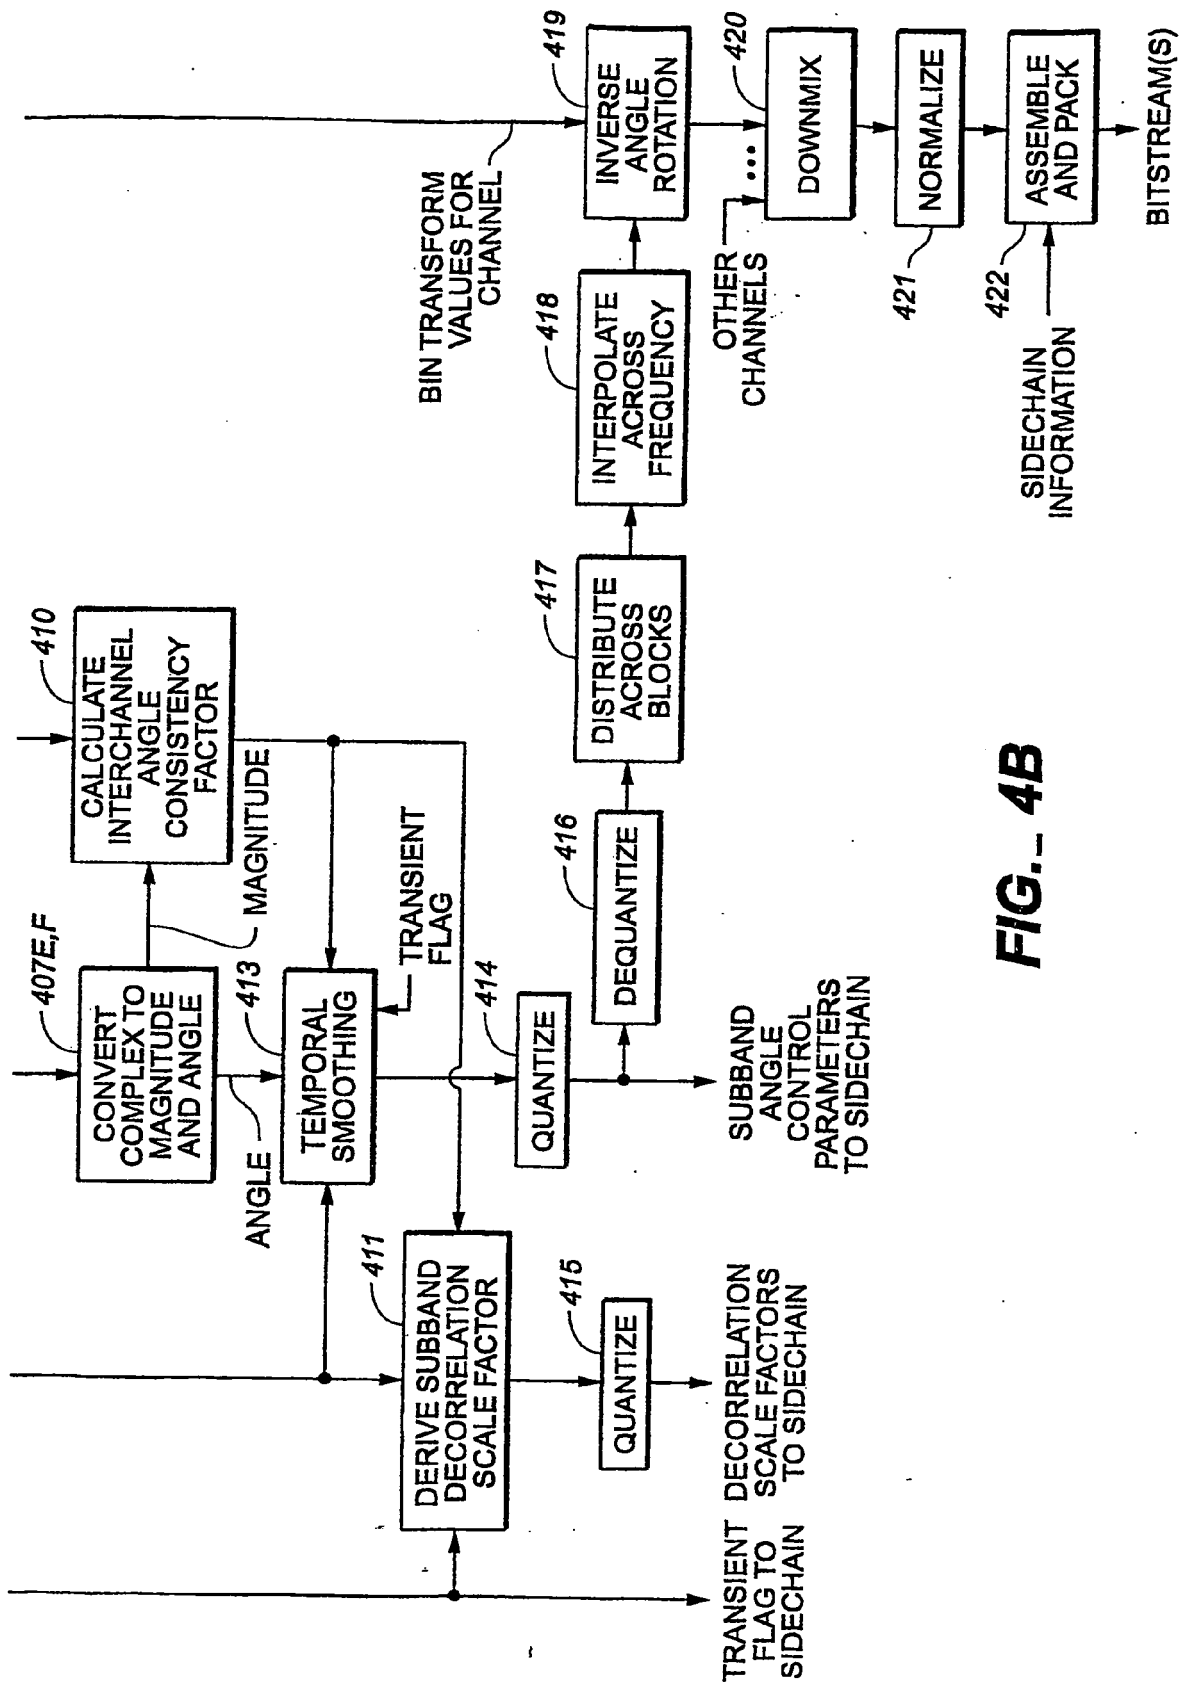 407E,F
CONVERT
COMPLEX TO
MAGNITUDE
AND ANGLE
410
CALCULATE
INTERCHANNEL
ANGLE
CONSISTENCY
FACTOR
MAGNITUDE
ANGLE
413
TEMPORAL
SMOOTHING
TRANSIENT
FLAG
411
DERIVE SUBBAND
DECORRELATION
SCALE FACTOR
414
QUANTIZE
415
QUANTIZE
416
DEQUANTIZE
417
DISTRIBUTE
ACROSS
BLOCKS
418
INTERPOLATE
ACROSS
FREQUENCY
BIN TRANSFORM
VALUES FOR
CHANNEL
419
INVERSE
ANGLE
ROTATION
OTHER
CHANNELS
...
420
DOWNMIX
421
NORMALIZE
422
ASSEMBLE
AND PACK
SIDECHAIN
INFORMATION
BITSTREAM(S)
TRANSIENT
FLAG TO
SIDECHAIN
DECORRELATION
SCALE FACTORS
TO SIDECHAIN
SUBBAND
ANGLE
CONTROL
PARAMETERS
TO SIDECHAIN
FIG._ 4B